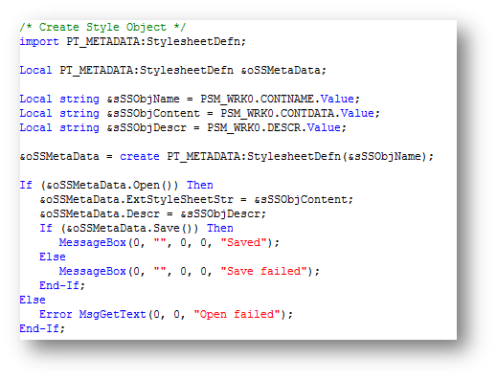 /* Create Style Object */
import PT_METADATA:StylesheetDefn;
Local PT_METADATA:StylesheetDefn &oSSMetaData;
Local string &sSSObjName = PSM_WRK0.CONTNAME.Value;
Local string &sSSObjContent = PSM_WRK0.CONTDATA.Value;
Local string &sSSObjDescr = PSM_WRK0.DESCR.Value;
&oSSMetaData = create PT_METADATA:StylesheetDefn(&sSSObjName);
If (&oSSMetaData.Open()) Then
   &oSSMetaData.ExtStyleSheetStr = &sSSObjContent;
   &oSSMetaData.Descr = &sSSObjDescr;
   If (&oSSMetaData.Save()) Then
      MessageBox(0, "", 0, 0, "Saved");
   Else
      MessageBox(0, "", 0, 0, "Save failed");
   End-If;
Else
   Error MsgGetText(0, 0, "Open failed");
End-If;